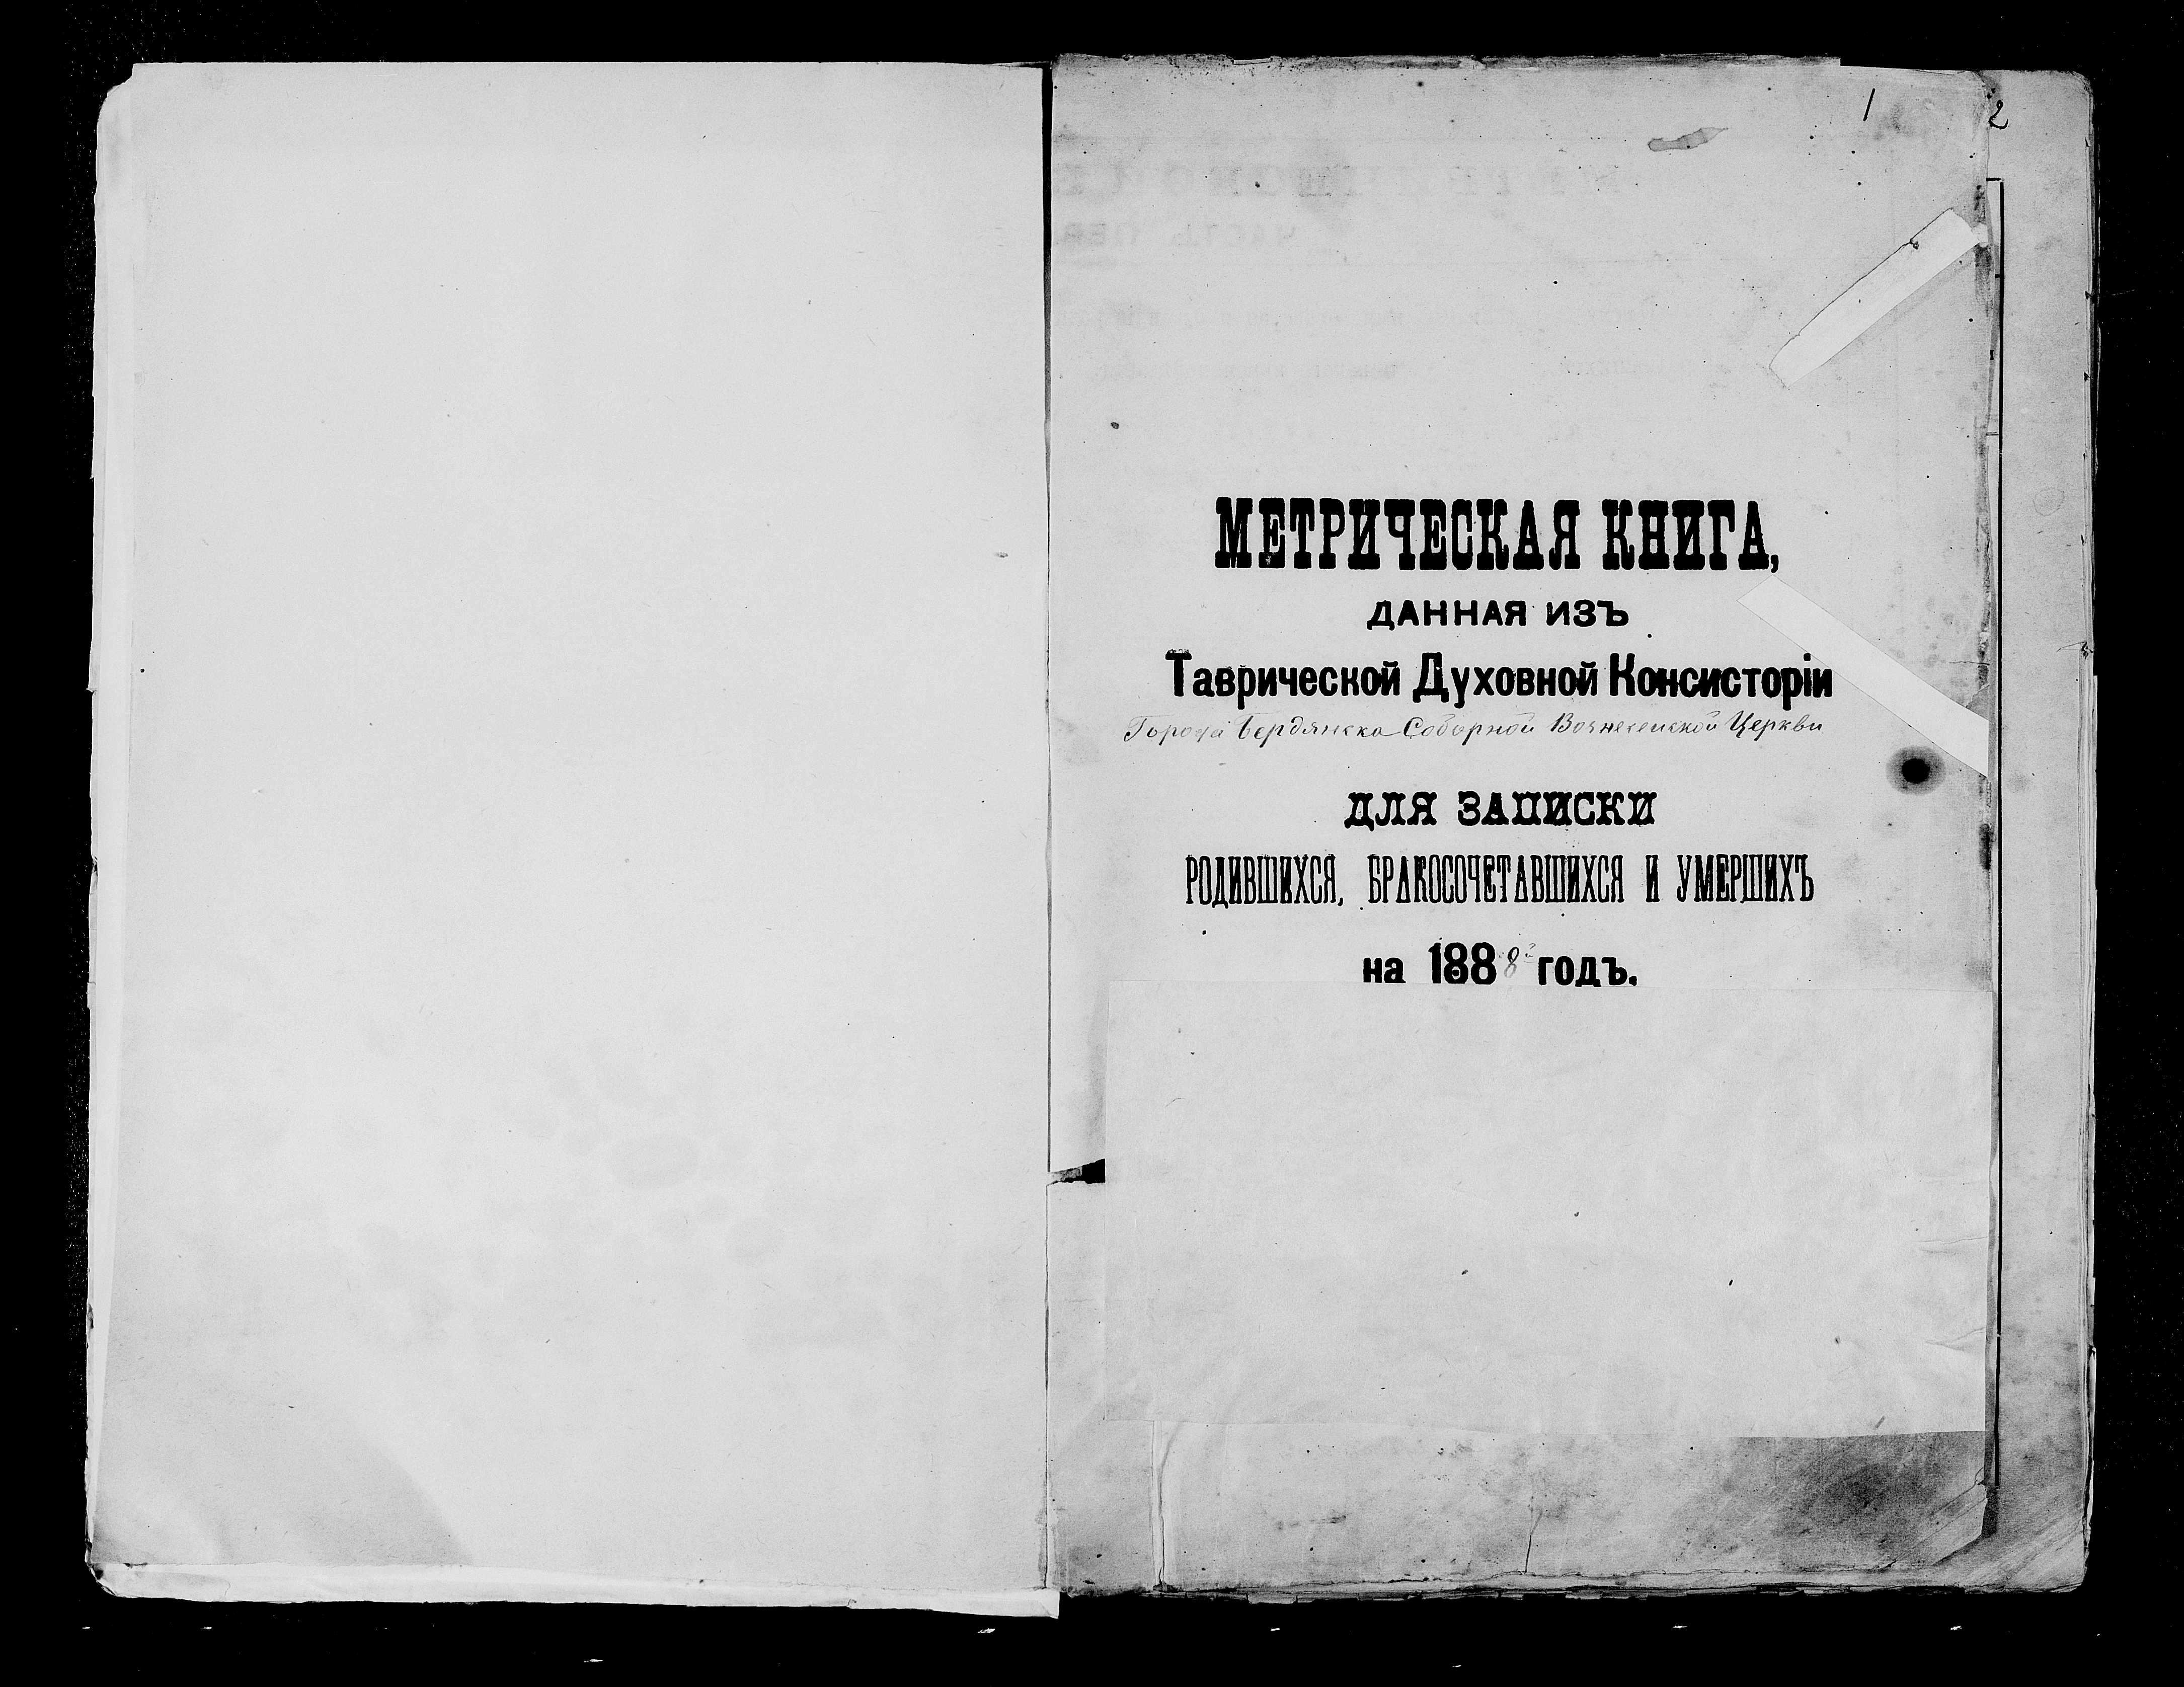 1
2
МЕТРИЧЕСКАЯ КНИГА,
ДАННАЯ ИЗЪ
Таврической Духовной Консисторіи
Города Бердянска Соборной Вознесенской Церкви
ДЛЯ ЗАПИСКИ
РОДИВШИХСЯ, БРАКОСОЧЕТАВШИХСЯ И УМЕРШИХЪ
на 1888й годъ.